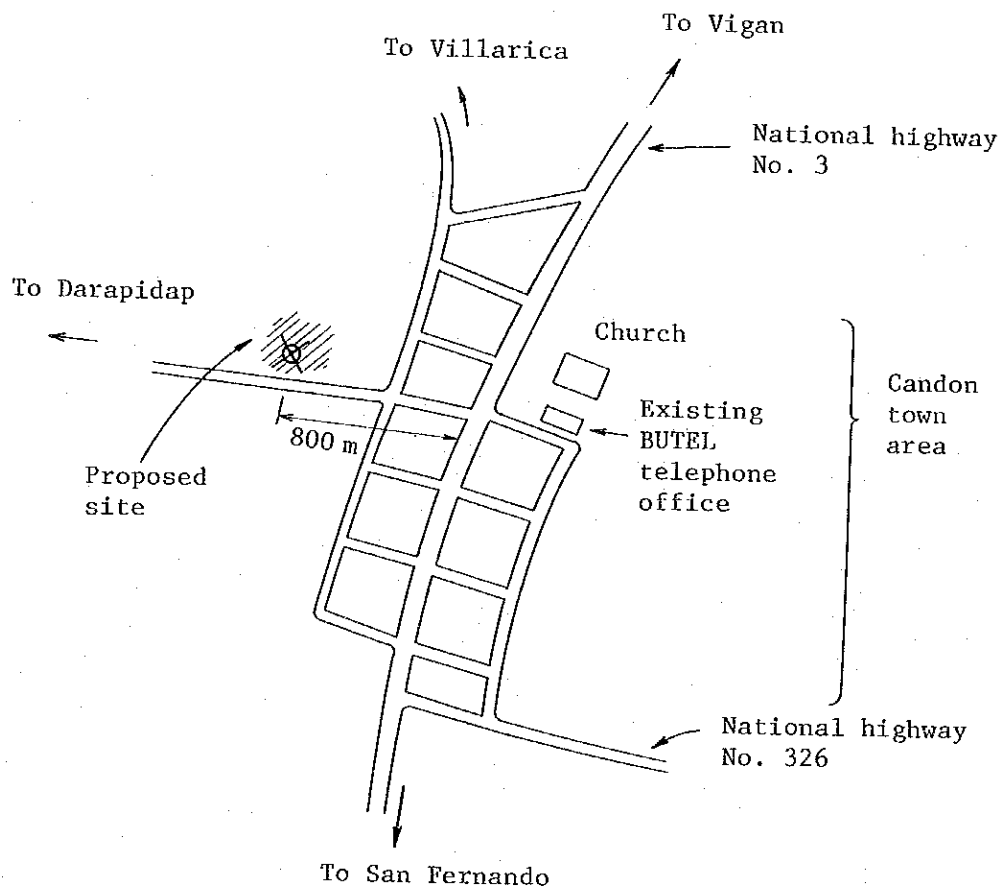 To Vigan
To Villarica
National highway
No. 3
To Darapidap
Church
Existing
BUTEL
telephone
office
Candon
town
area
800 m
Proposed
site
National highway
No. 326
To San Fernando